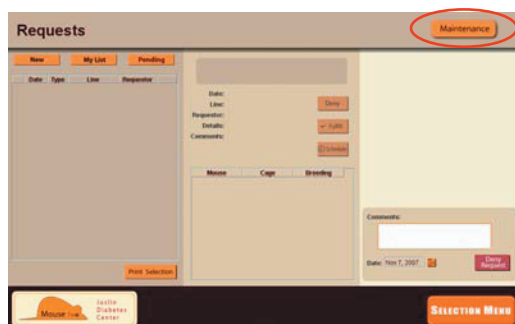 Requests
Maintenance
New My List Pending
Date Type Line Requestor
Date:
Line:
Deny
Requestor:
Details:
Fulfill
Comments:
Schedule
Mouse Cage Breeding
Comments:
Date: Nov 7, 2007
Deny Request
Print Selection
Mouse
Joslin
Diabetes
Center
SELECTION MENU